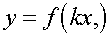 y = f(kx,)